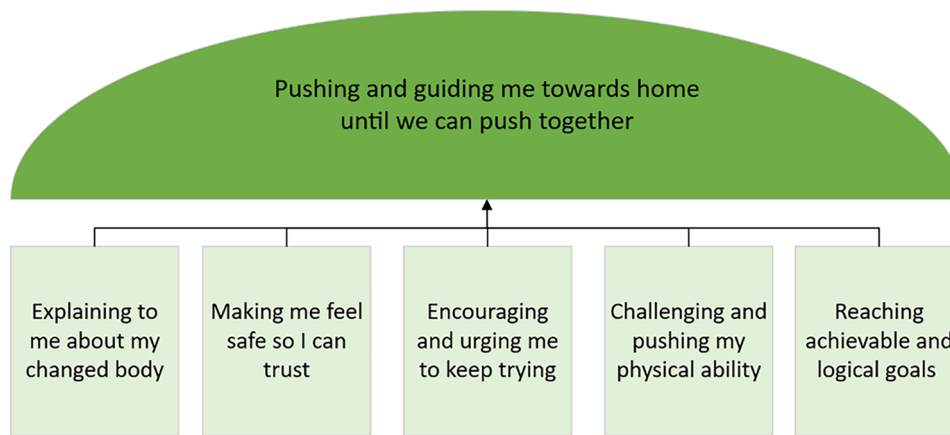 Pushing and guiding me towards home
until we can push together
Explaining to
me about my
changed body
Making me feel
safe so I can
trust
Encouraging
and urging me
to keep trying
Challenging and
pushing my
physical ability
Reaching
achievable and
logical goals